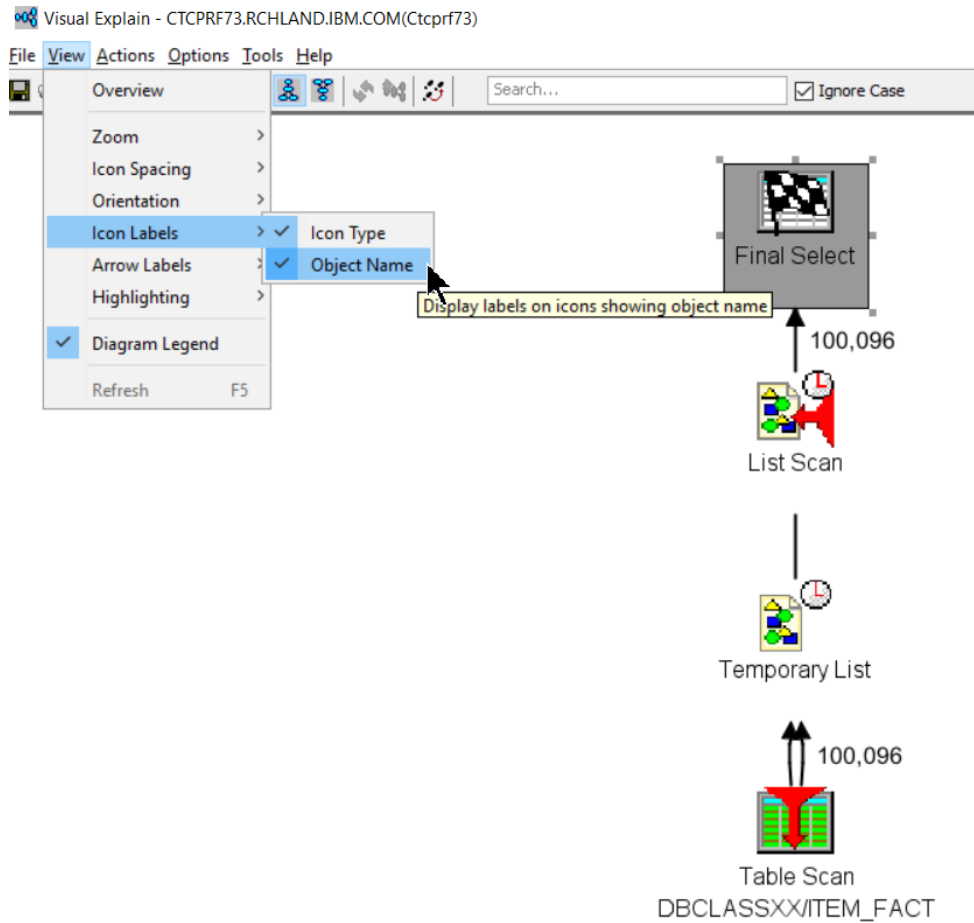 Visual Explain - CTCPRF73.RCHLAND.IBM.COM(Ctcprf73)
File View Actions Options Tools Help
Search...
Ignore Case
Overview
Zoom
Icon Spacing
Orientation
Icon Labels
Arrow Labels
Highlighting
Diagram Legend
Refresh F5
Icon Type
Object Name
Display labels on icons showing object name
Final Select
100,096
List Scan
Temporary List
100,096
Table Scan
DBCLASSXX/ITEM_FACT